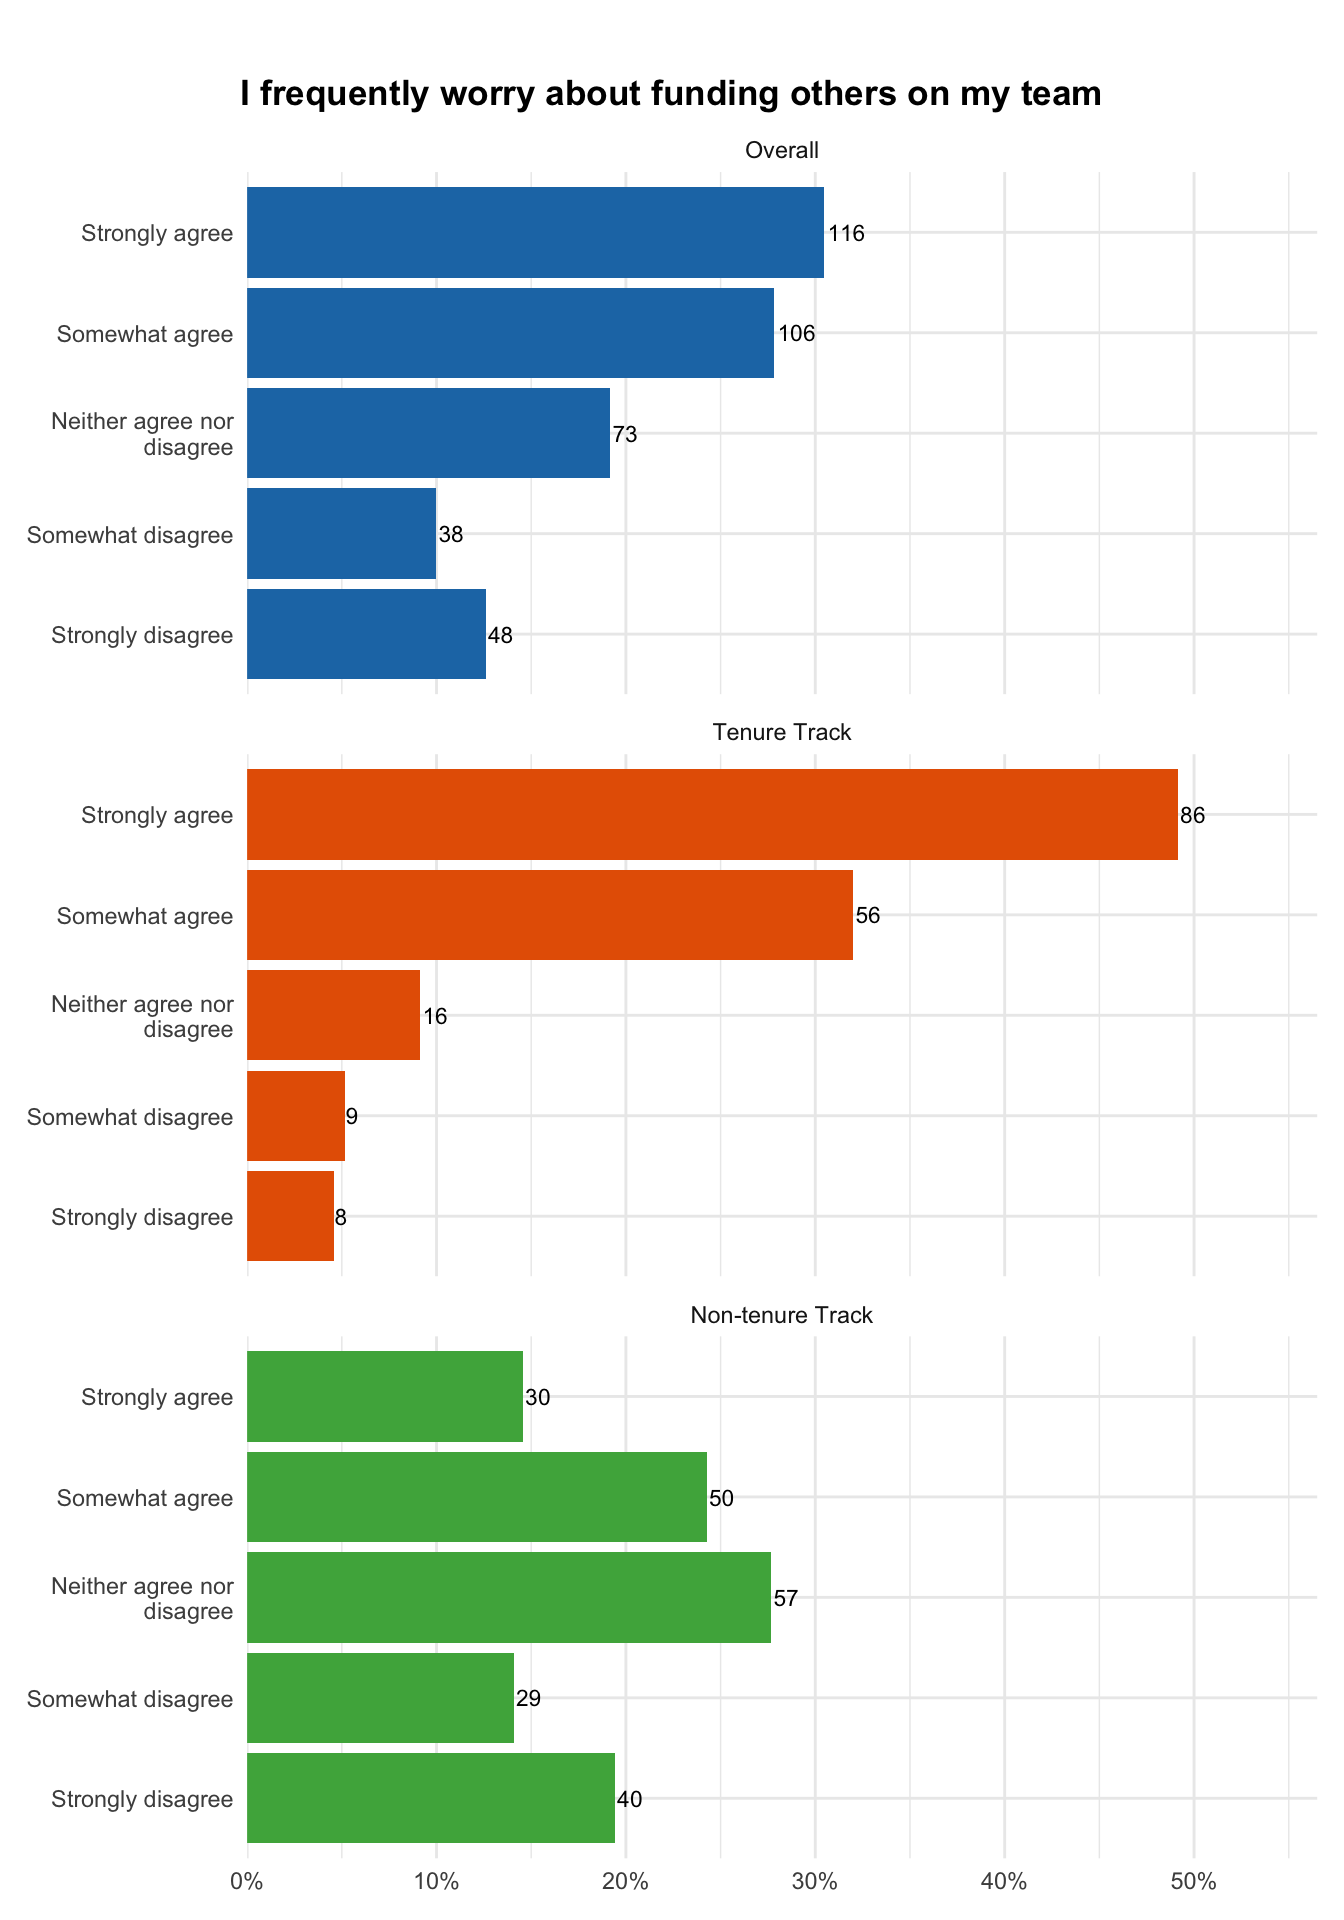 I frequently worry about funding others on my team
Overall
Strongly agree
116
Somewhat agree
106
Neither agree nor
disagree
73
Somewhat disagree
38
Strongly disagree
48
Tenure Track
Strongly agree
86
Somewhat agree
56
Neither agree nor
disagree
16
Somewhat disagree
9
Strongly disagree
8
Non-tenure Track
Strongly agree
30
Somewhat agree
50
Neither agree nor
disagree
57
Somewhat disagree
29
Strongly disagree
40
0% 10% 20% 30% 40% 50%